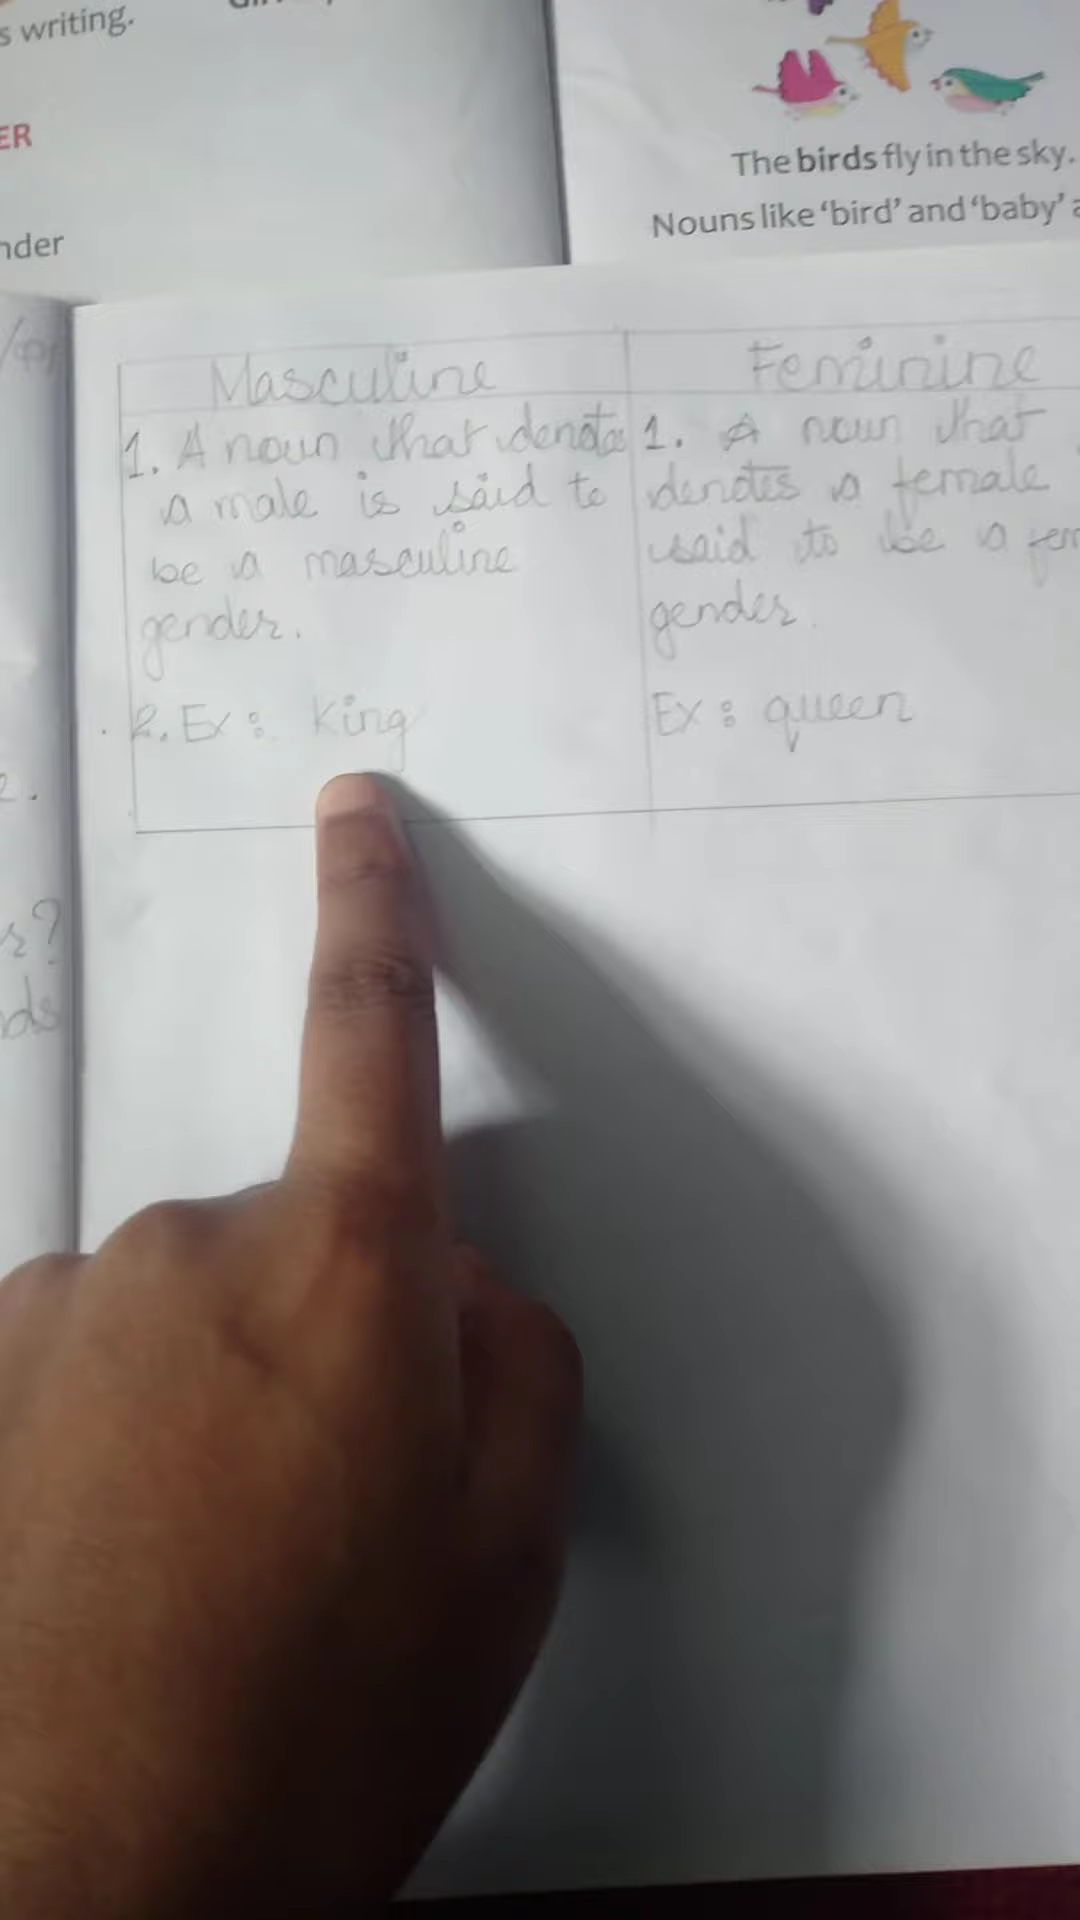 s writing.
ER
nder
The birds fly in the sky.
Nouns like 'bird' and 'baby' a
Masculine
1. A noun that denotes
a male is said to
be a masculine
gender.
2. Ex: King
Feminine
1. A noun that
denotes a female
said to be a fem
gender.
Ex: queen
?
ds